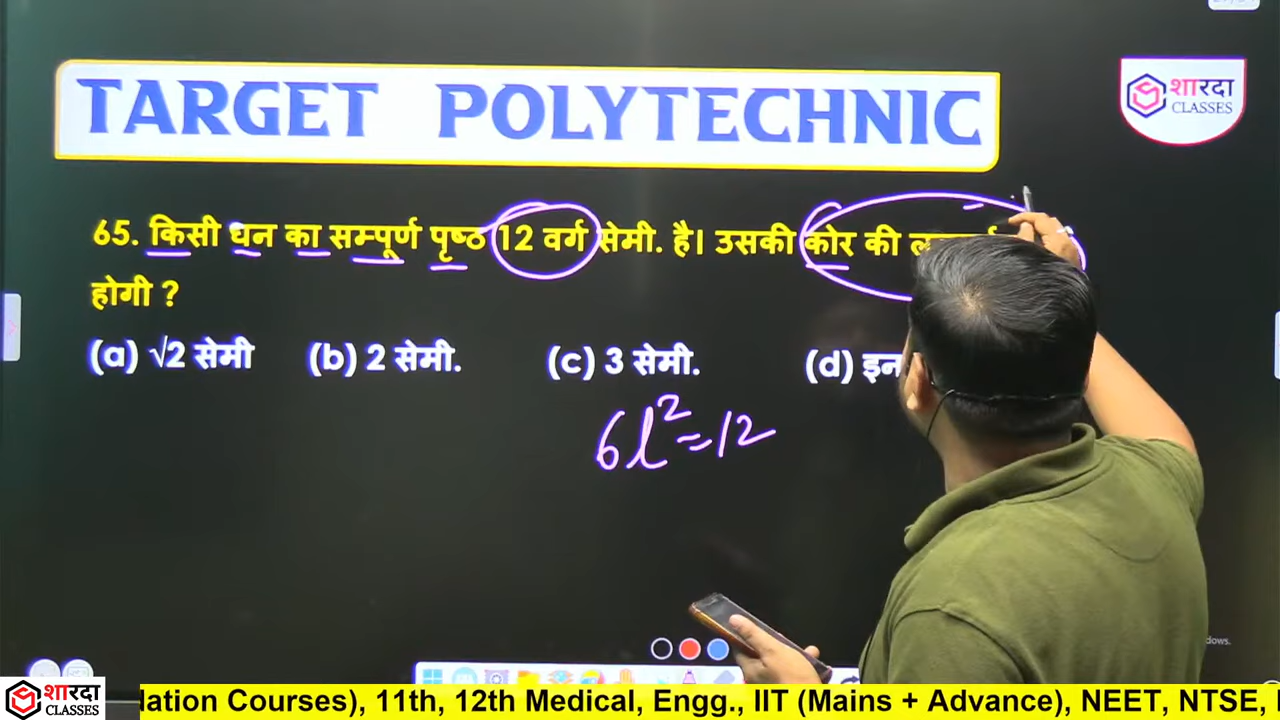 TARGET POLYTECHNIC
शारदा
CLASSES
65. किसी घन का सम्पूर्ण पृष्ठ 12 वर्ग सेमी. है। उसकी कोर की
होगी ?
(a) √2 सेमी (b) 2 सेमी. (c) 3 सेमी. (d)
6l²=12
शारदा
CLASSES
lation Courses), 11th, 12th Medical, Engg., IIT (Mains + Advance), NEET, NTSE,